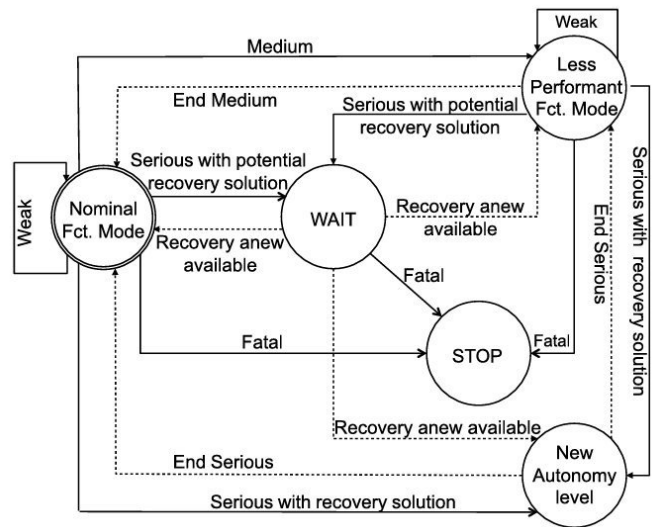 Weak
Medium
Less
Performant
Fct. Mode
End Medium
Serious with potential
recovery solution
Serious with potential
recovery solution
Weak
Nominal
Fct. Mode
WAIT
Recovery anew
available
Recovery anew
available
End Serious
Serious with recovery solution
Fatal
Fatal
STOP
Fatal
Recovery anew available
End Serious
New
Autonomy
level
Serious with recovery solution